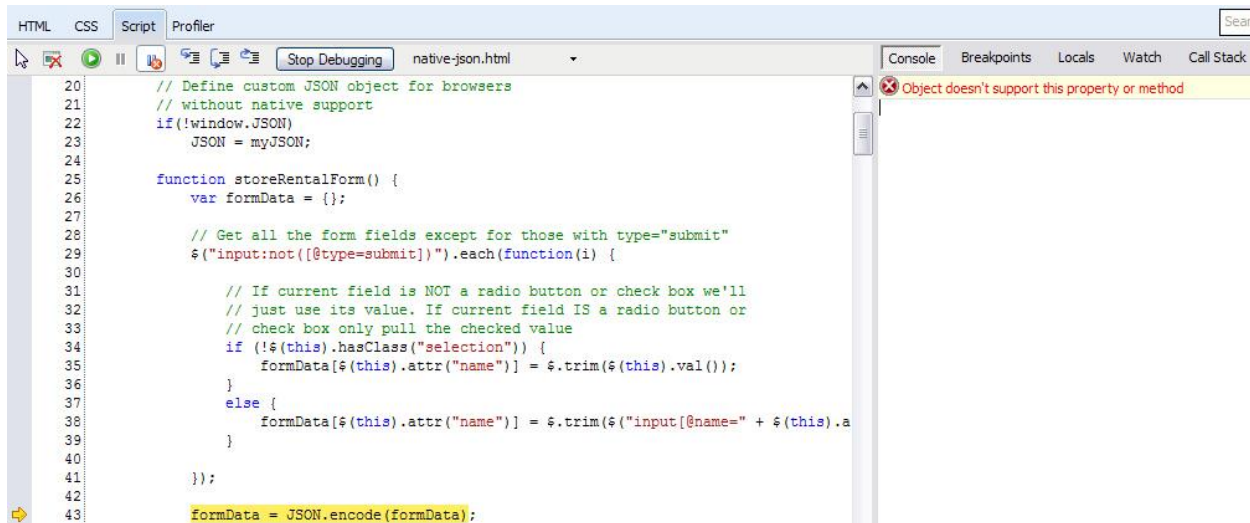 HTML CSS Script Profiler
Stop Debugging native-json.html
Console Breakpoints Locals Watch Call Stack
Object doesn't support this property or method
20 // Define custom JSON object for browsers
21 // without native support
22 if(!window.JSON)
23 JSON = myJSON;
24
25 function storeRentalForm() {
26 var formData = {};
27
28 // Get all the form fields except for those with type="submit"
29 $("input:not([@type=submit])").each(function(i) {
30
31 // If current field is NOT a radio button or check box we'll
32 // just use its value. If current field IS a radio button or
33 // check box only pull the checked value
34 if (!$(this).hasClass("selection")) {
35 formData[$(this).attr("name")] = $.trim($(this).val());
36 }
37 else {
38 formData[$(this).attr("name")] = $.trim($("input[@name=" + $(this).a
39 }
40
41 });
42
43 formData = JSON.encode(formData);